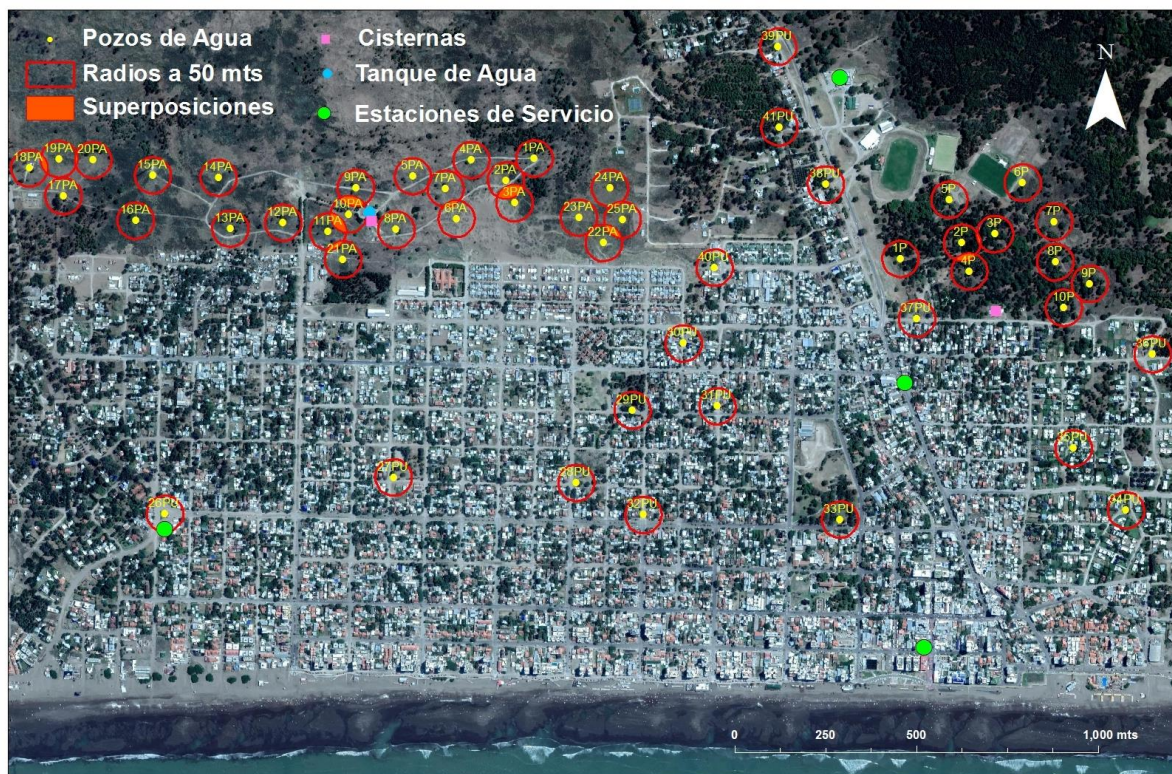 Pozos de Agua
Radios a 50 mts
Superposiciones
Cisternas
Tanque de Agua
Estaciones de Servicio
N
39PU
41PU
38PU
18PA
19PA
20PA
17PA
15PA
14PA
16PA
13PA
12PA
9PA
10PA
11PA
21PA
8PA
5PA
7PA
4PA
6PA
1PA
2PA
3PA
24PA
23PA
25PA
22PA
5P
6P
3P
2P
7P
1P
4P
8P
9P
10P
40PU
37PU
30PU
36PU
29PU
31PU
27PU
28PU
32PU
26PU
33PU
34PU
0
250
500
1,000 mts